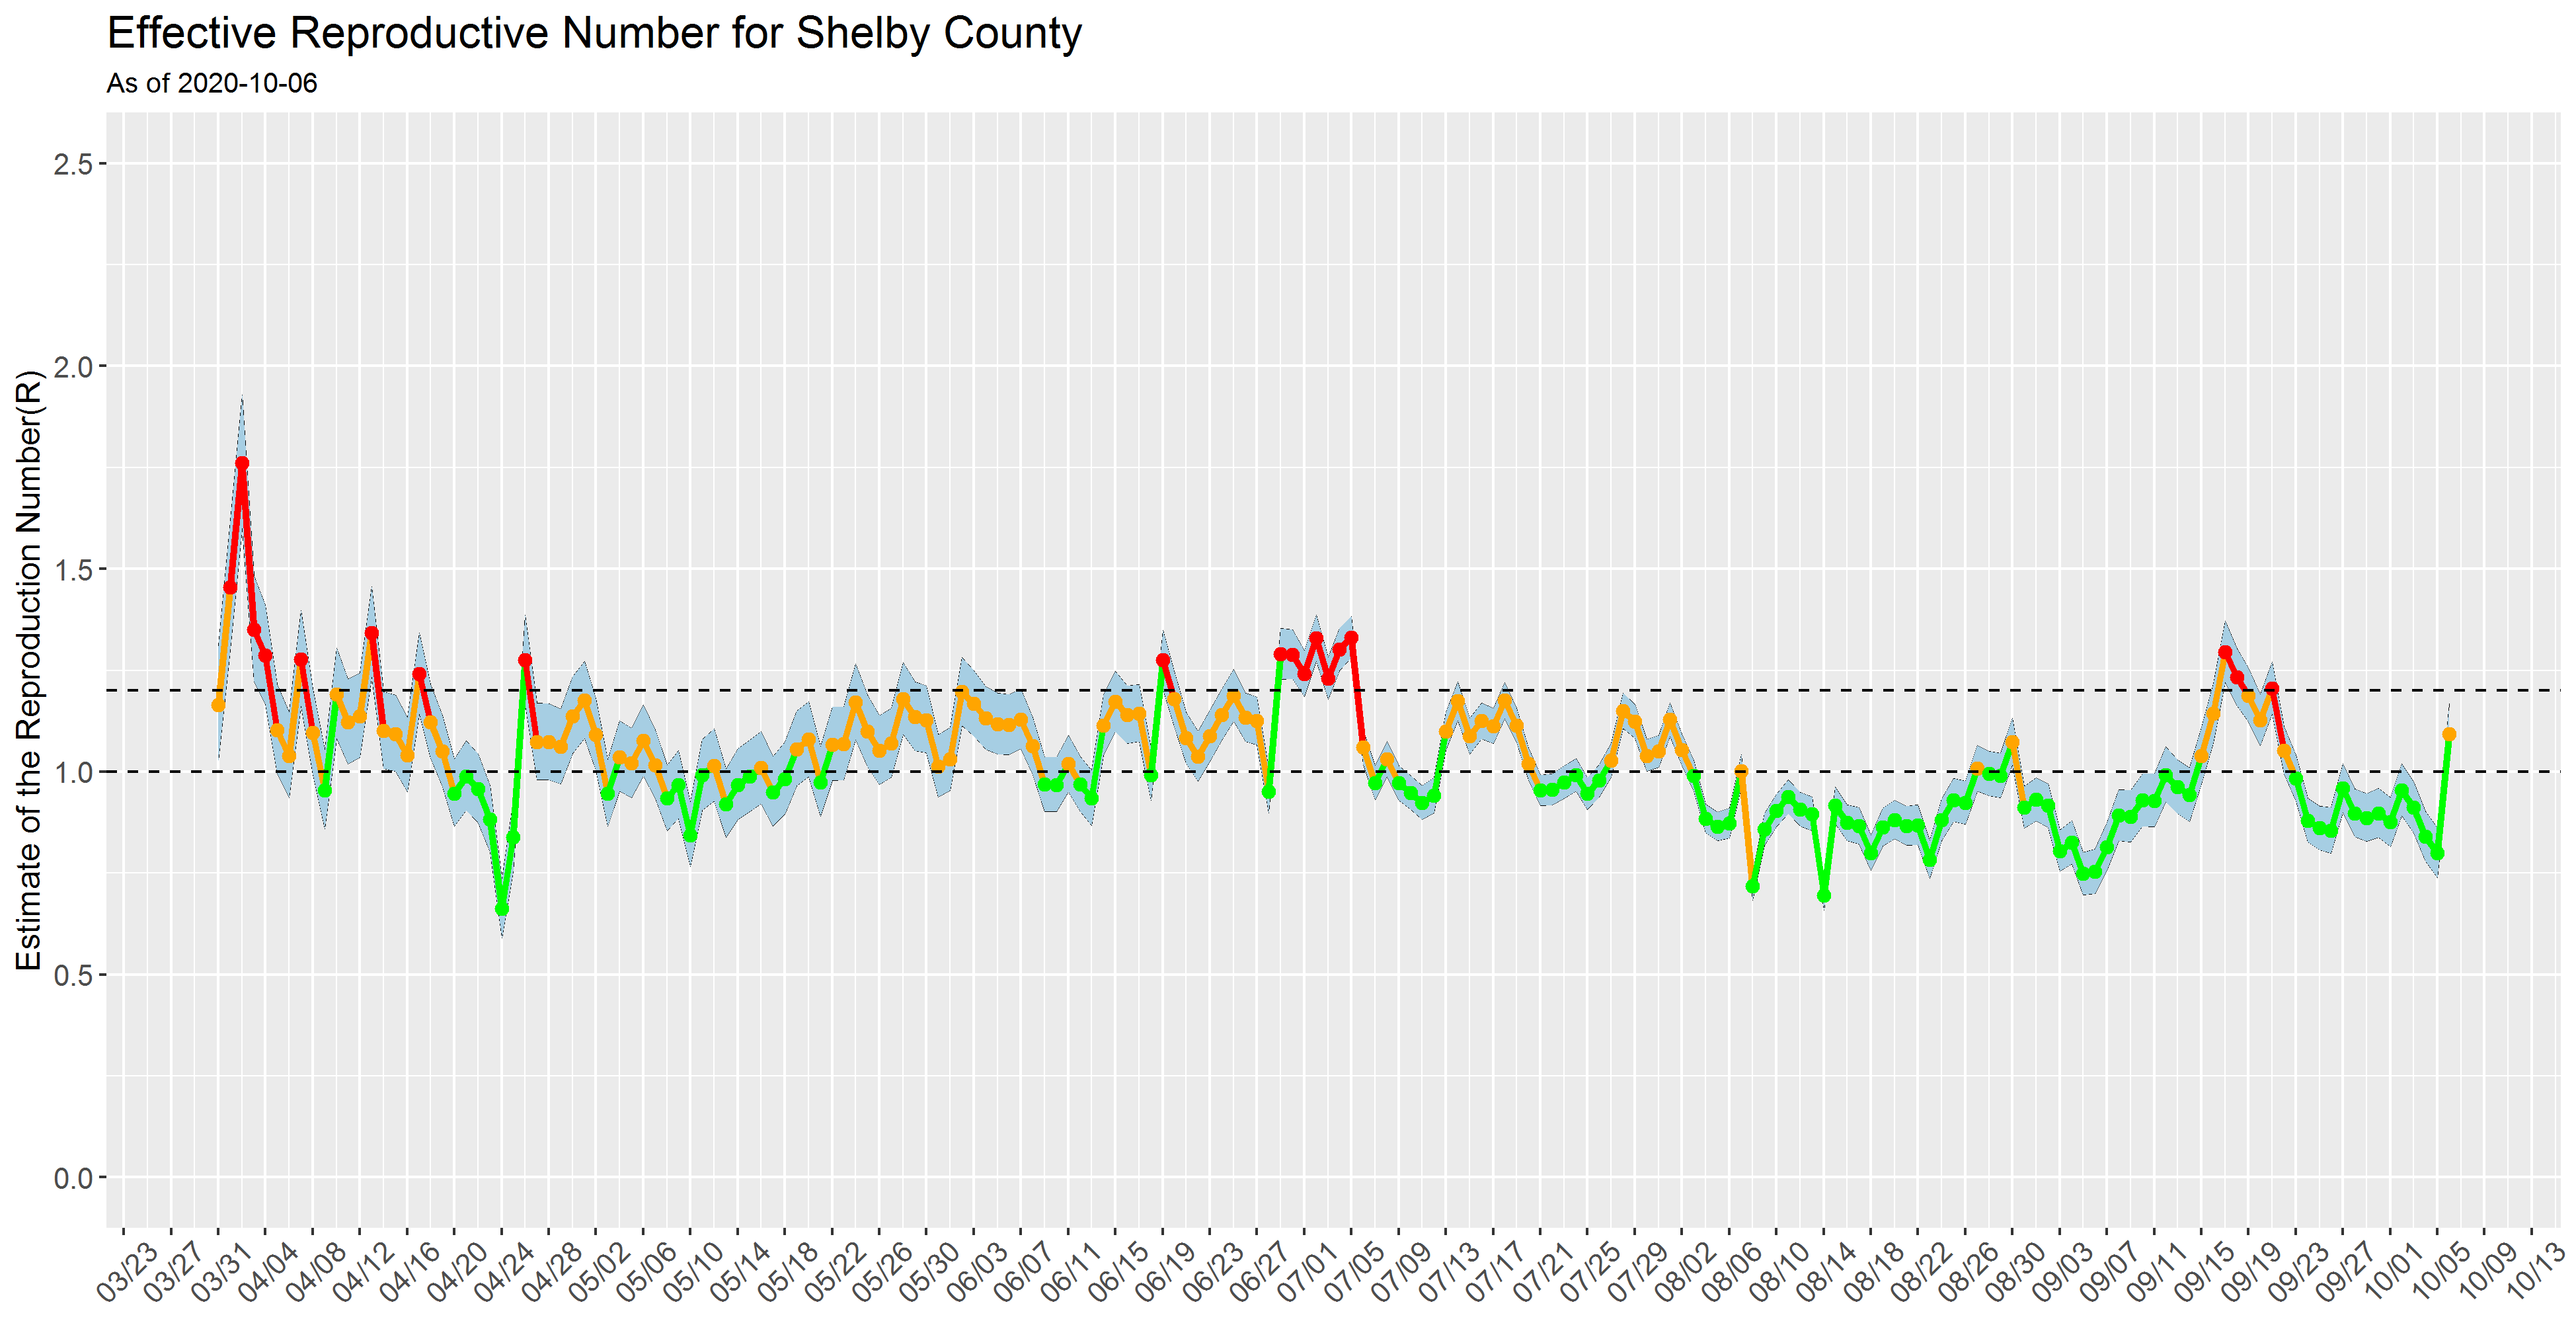 Effective Reproductive Number for Shelby County
As of 2020-10-06
Estimate of the Reproduction Number(R)
2.5
2.0
1.5
1.0
0.5
0.0
03/23 03/27 03/31 04/04 04/08 04/12 04/16 04/20 04/24 04/28 05/02 05/06 05/10 05/14 05/18 05/22 05/26 05/30 06/03 06/07 06/11 06/15 06/19 06/23 06/27 07/01 07/05 07/09 07/13 07/17 07/21 07/25 07/29 08/02 08/06 08/10 08/14 08/18 08/22 08/26 08/30 09/03 09/07 09/11 09/15 09/19 09/23 09/27 10/01 10/05 10/09 10/13